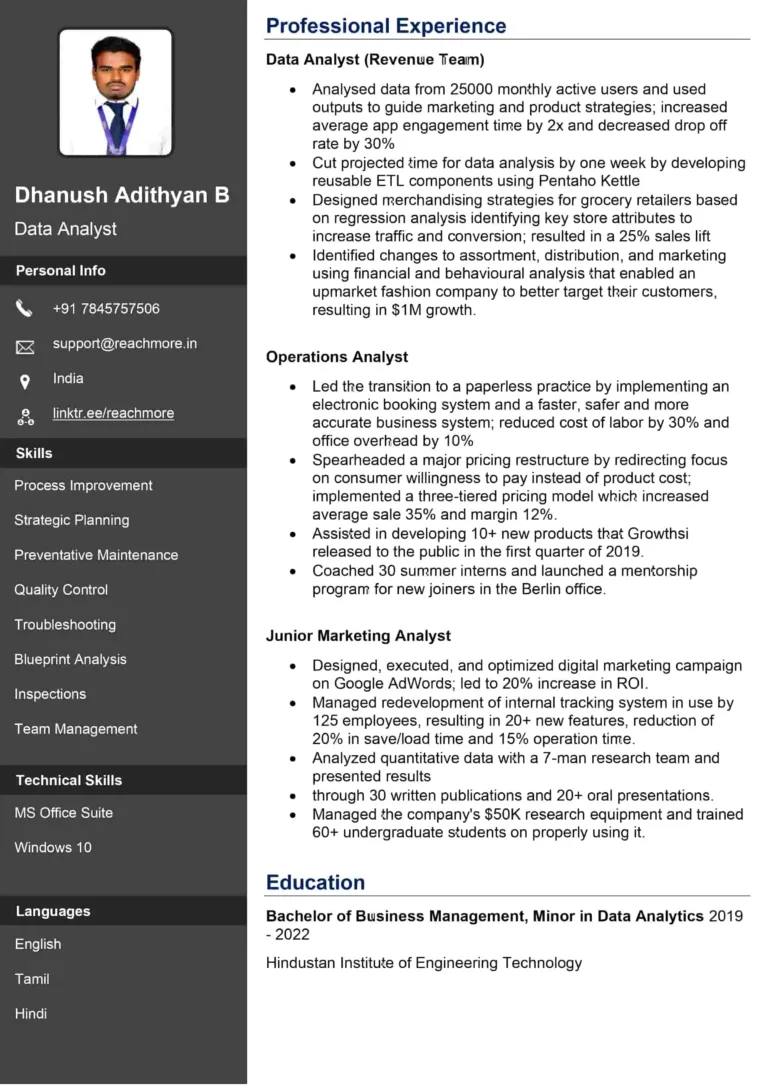 Dhanush Adithyan B
Data Analyst
Personal Info
+91 7845757506
support@reachmore.in
India
linktr.ee/reachmore
Skills
Process Improvement
Strategic Planning
Preventative Maintenance
Quality Control
Troubleshooting
Blueprint Analysis
Inspections
Team Management
Technical Skills
MS Office Suite
Windows 10
Languages
English
Tamil
Hindi
Professional Experience
Data Analyst (Revenue Team)
• Analysed data from 25000 monthly active users and used
outputs to guide marketing and product strategies; increased
average app engagement time by 2x and decreased drop off
rate by 30%
• Cut projected time for data analysis by one week by developing
reusable ETL components using Pentaho Kettle
• Designed merchandising strategies for grocery retailers based
on regression analysis identifying key store attributes to
increase traffic and conversion; resulted in a 25% sales lift
• Identified changes to assortment, distribution, and marketing
using financial and behavioural analysis that enabled an
upmarket fashion company to better target their customers,
resulting in $1M growth.
Operations Analyst
• Led the transition to a paperless practice by implementing an
electronic booking system and a faster, safer and more
accurate business system; reduced cost of labor by 30% and
office overhead by 10%
• Spearheaded a major pricing restructure by redirecting focus
on consumer willingness to pay instead of product cost;
implemented a three-tiered pricing model which increased
average sale 35% and margin 12%.
• Assisted in developing 10+ new products that Growthsi
released to the public in the first quarter of 2019.
• Coached 30 summer interns and launched a mentorship
program for new joiners in the Berlin office.
Junior Marketing Analyst
• Designed, executed, and optimized digital marketing campaign
on Google AdWords; led to 20% increase in ROI.
• Managed redevelopment of internal tracking system in use by
125 employees, resulting in 20+ new features, reduction of
20% in save/load time and 15% operation time.
• Analyzed quantitative data with a 7-man research team and
presented results
• through 30 written publications and 20+ oral presentations.
• Managed the company's $50K research equipment and trained
60+ undergraduate students on properly using it.
Education
Bachelor of Business Management, Minor in Data Analytics 2019
- 2022
Hindustan Institute of Engineering Technology